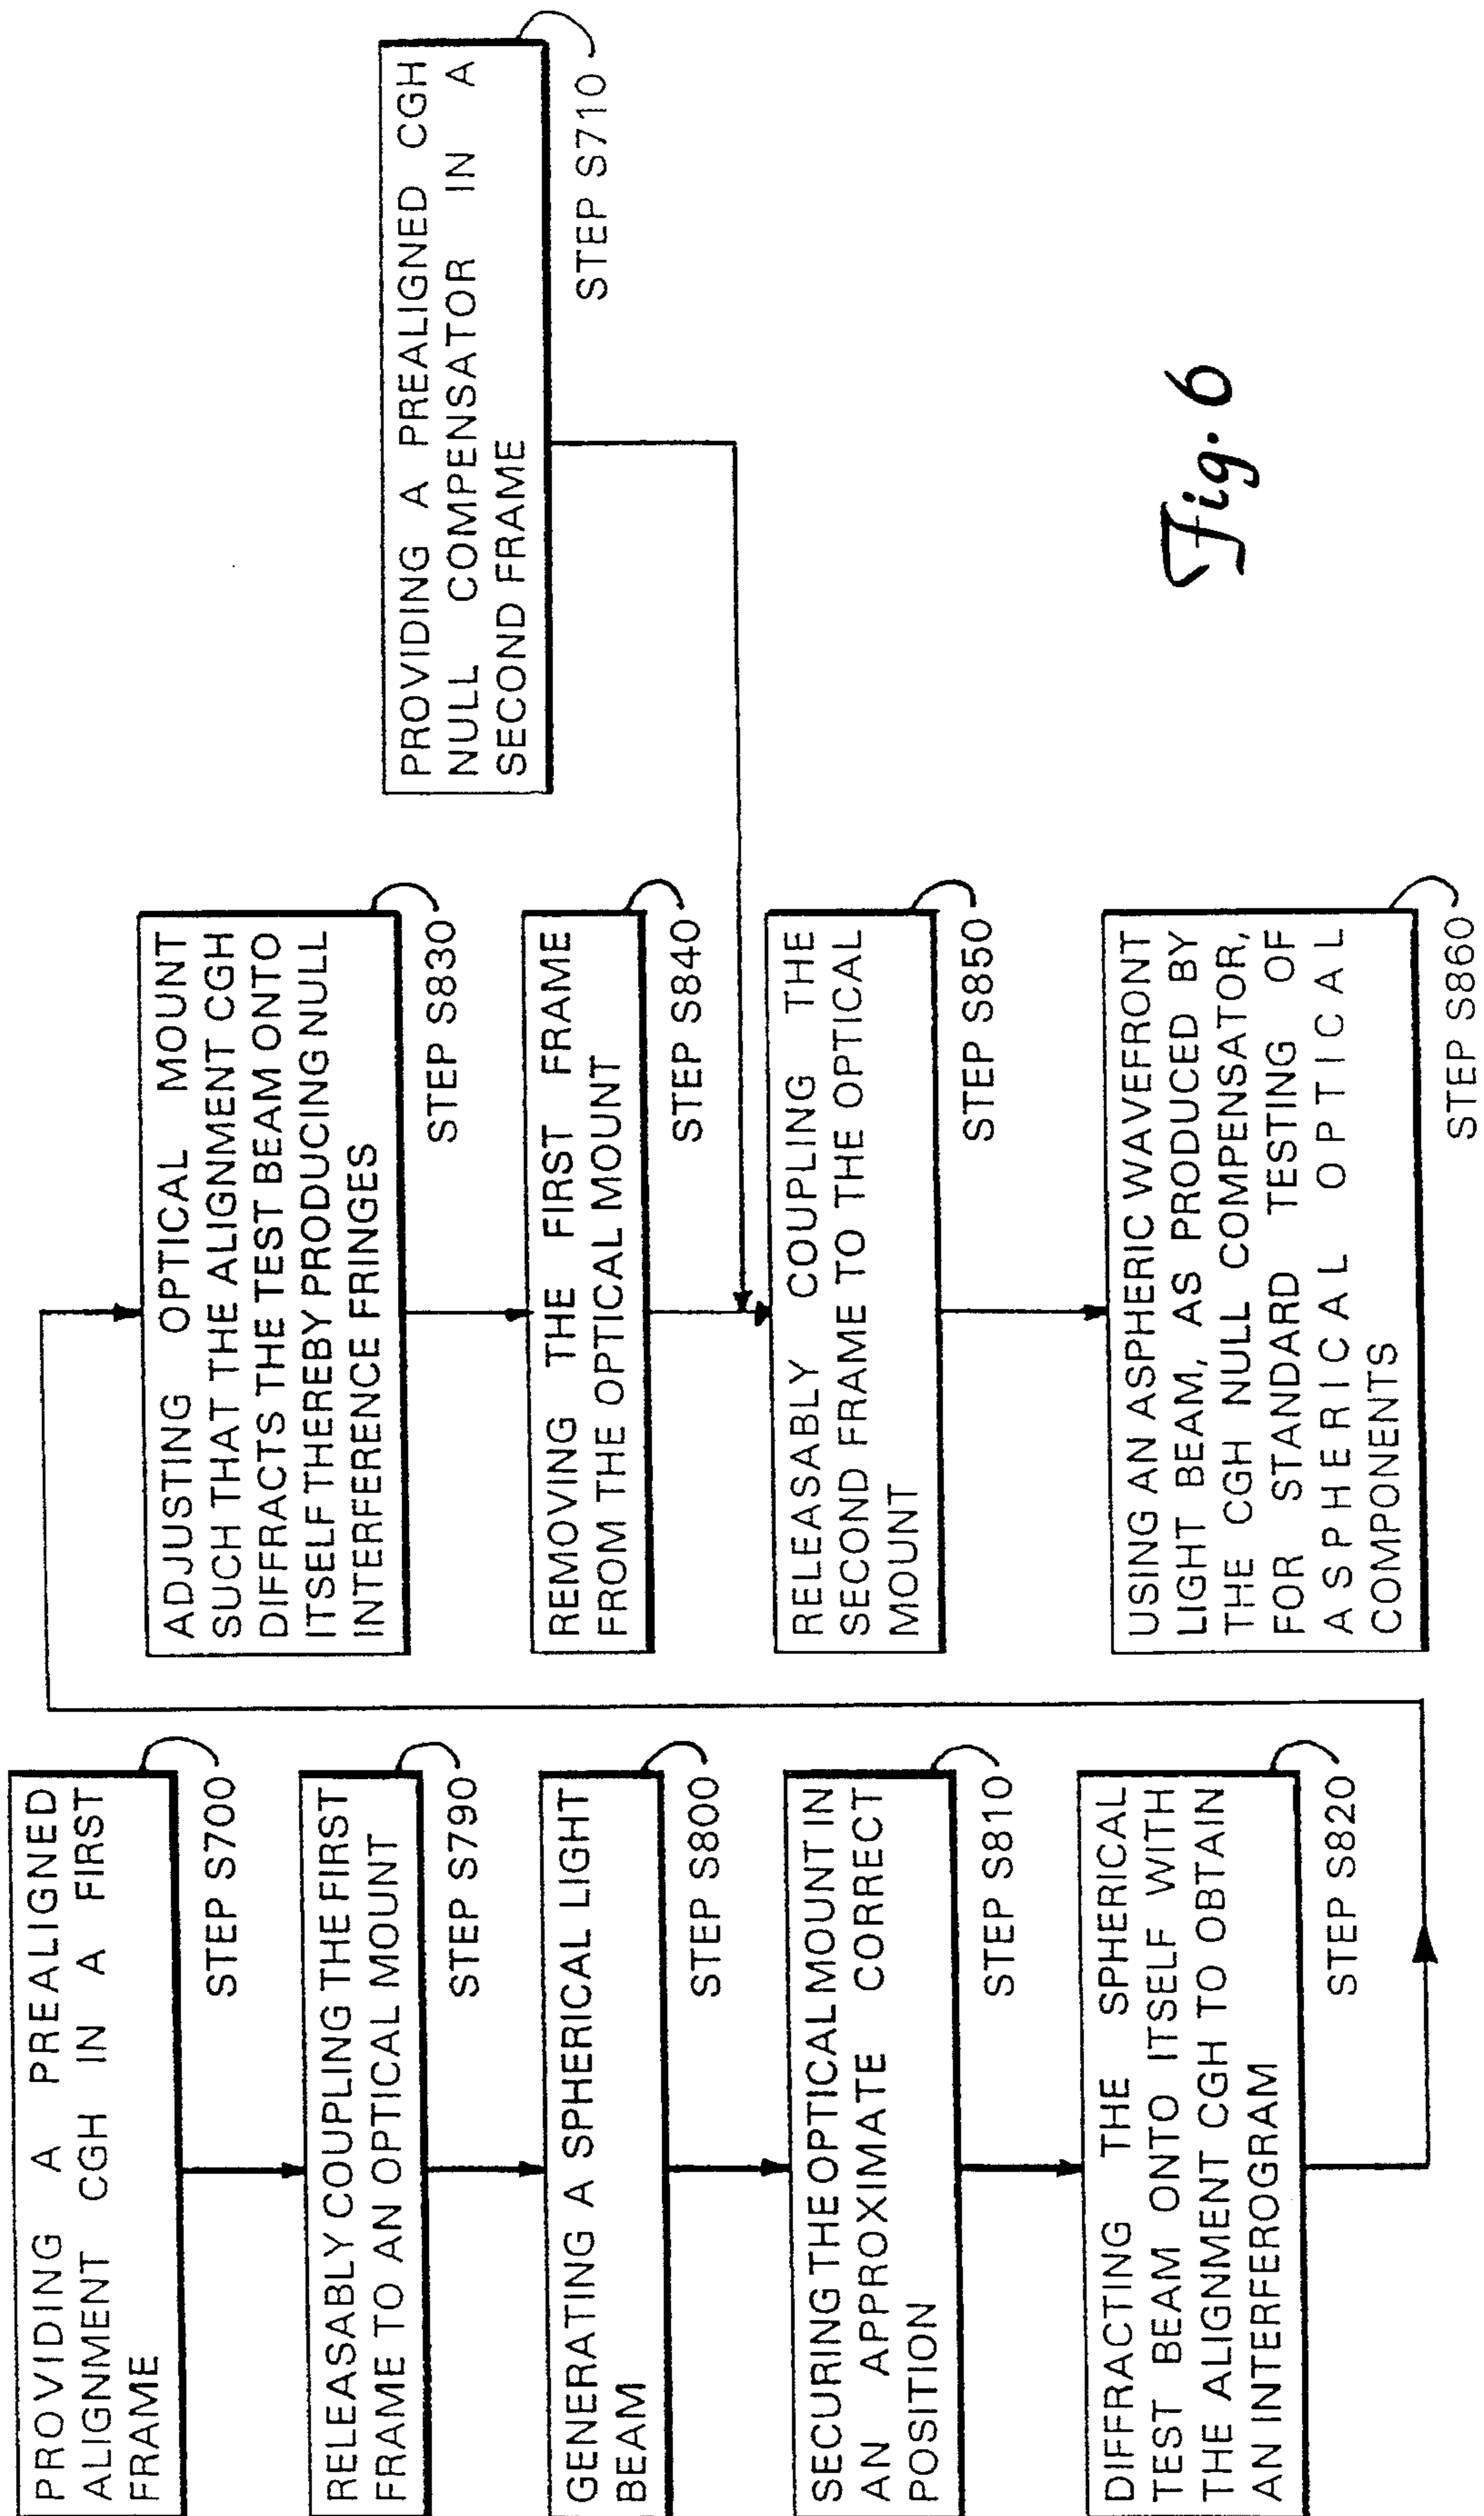 PROVIDING A PREALIGNED
ALIGNMENT CGH IN A FIRST
FRAME
STEP S700
RELEASABLY COUPLING THE FIRST
FRAME TO AN OPTICAL MOUNT
STEP S790
GENERATING A SPHERICAL LIGHT
BEAM
STEP S800
SECURING THE OPTICAL MOUNT IN
AN APPROXIMATE CORRECT
POSITION
STEP S810
DIFFRACTING THE SPHERICAL
TEST BEAM ONTO ITSELF WITH
THE ALIGNMENT CGH TO OBTAIN
AN INTERFEROGRAM
STEP S820
ADJUSTING OPTICAL MOUNT
SUCH THAT THE ALIGNMENT CGH
DIFFRACTS THE TEST BEAM ONTO
ITSELF THEREBY PRODUCING NULL
INTERFERENCE FRINGES
STEP S830
REMOVING THE FIRST FRAME
FROM THE OPTICAL MOUNT
STEP S840
RELEASABLY COUPLING THE
SECOND FRAME TO THE OPTICAL
MOUNT
STEP S850
USING AN ASPHERIC WAVEFRONT
LIGHT BEAM, AS PRODUCED BY
THE CGH NULL COMPENSATOR,
FOR STANDARD TESTING OF
ASPHERICAL OPTICAL
COMPONENTS
STEP S860
PROVIDING A PREALIGNED CGH
NULL COMPENSATOR IN A
SECOND FRAME
STEP S710
Fig. 6